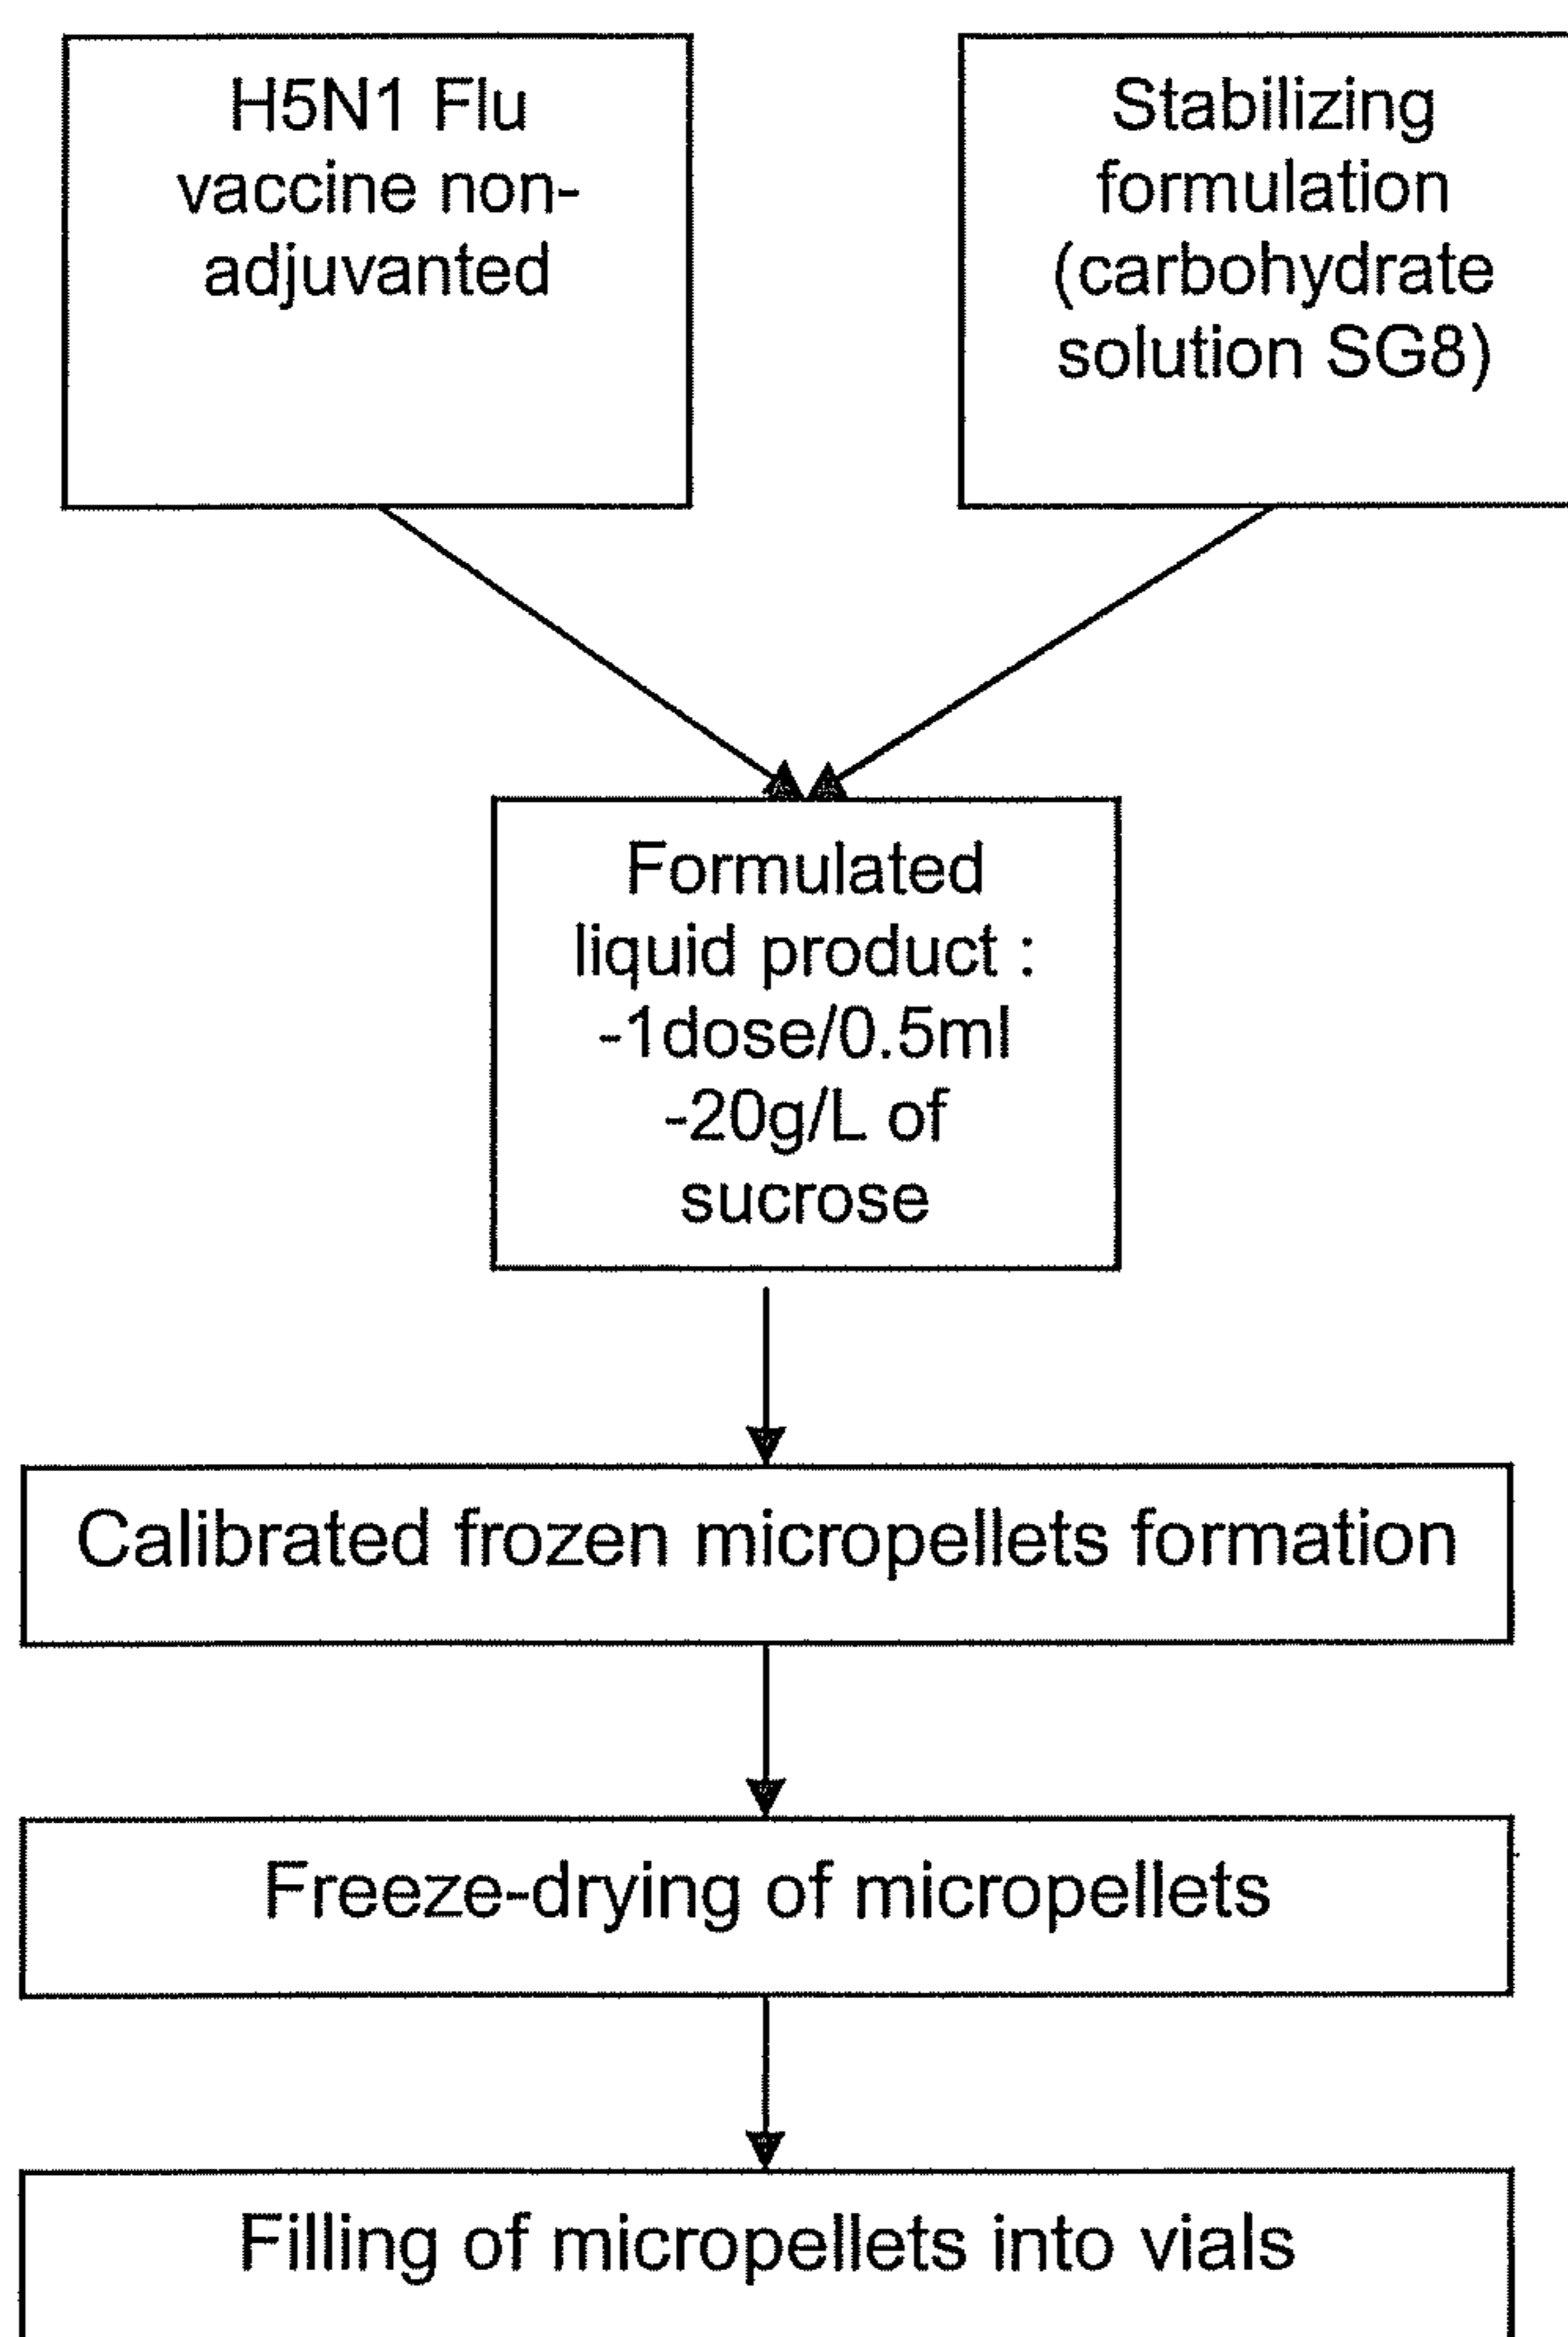 H5N1 Flu
vaccine non-
adjuvanted
Stabilizing
formulation
(carbohydrate
solution SG8)
Formulated
liquid product :
-1dose/0.5ml
-20g/L of
sucrose
Calibrated frozen micropellets formation
Freeze-drying of micropellets
Filling of micropellets into vials